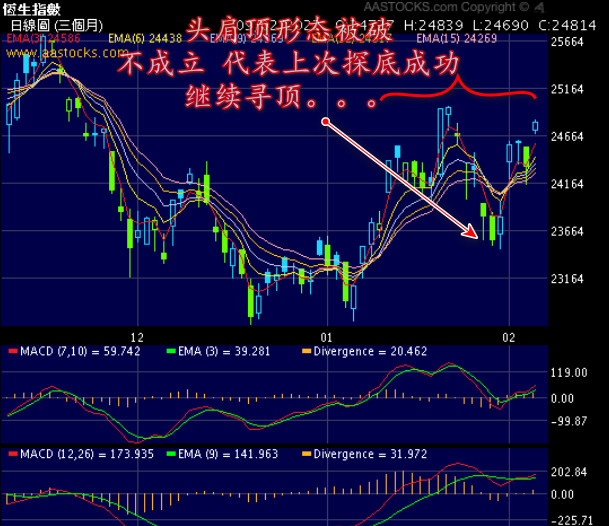 AASTOCKS.com Copyright ©
恆生指數
日線圖 (三個月)
H:24839 L:24690 C:24814
EMA(3) 24586 EMA(6) 24438 EMA(15) 24269
www.aastocks.com
头肩顶形态被破
不成立 代表上次探底成功
继续寻顶。。。
25664
25164
24664
24164
23664
23164
12 01 02
MACD (7,10) = 59.742 EMA (3) = 39.281 Divergence = 20.462
119.00
0.00
-99.87
MACD (12,26) = 173.935 EMA (9) = 141.963 Divergence = 31.972
202.84
0.00
-225.71